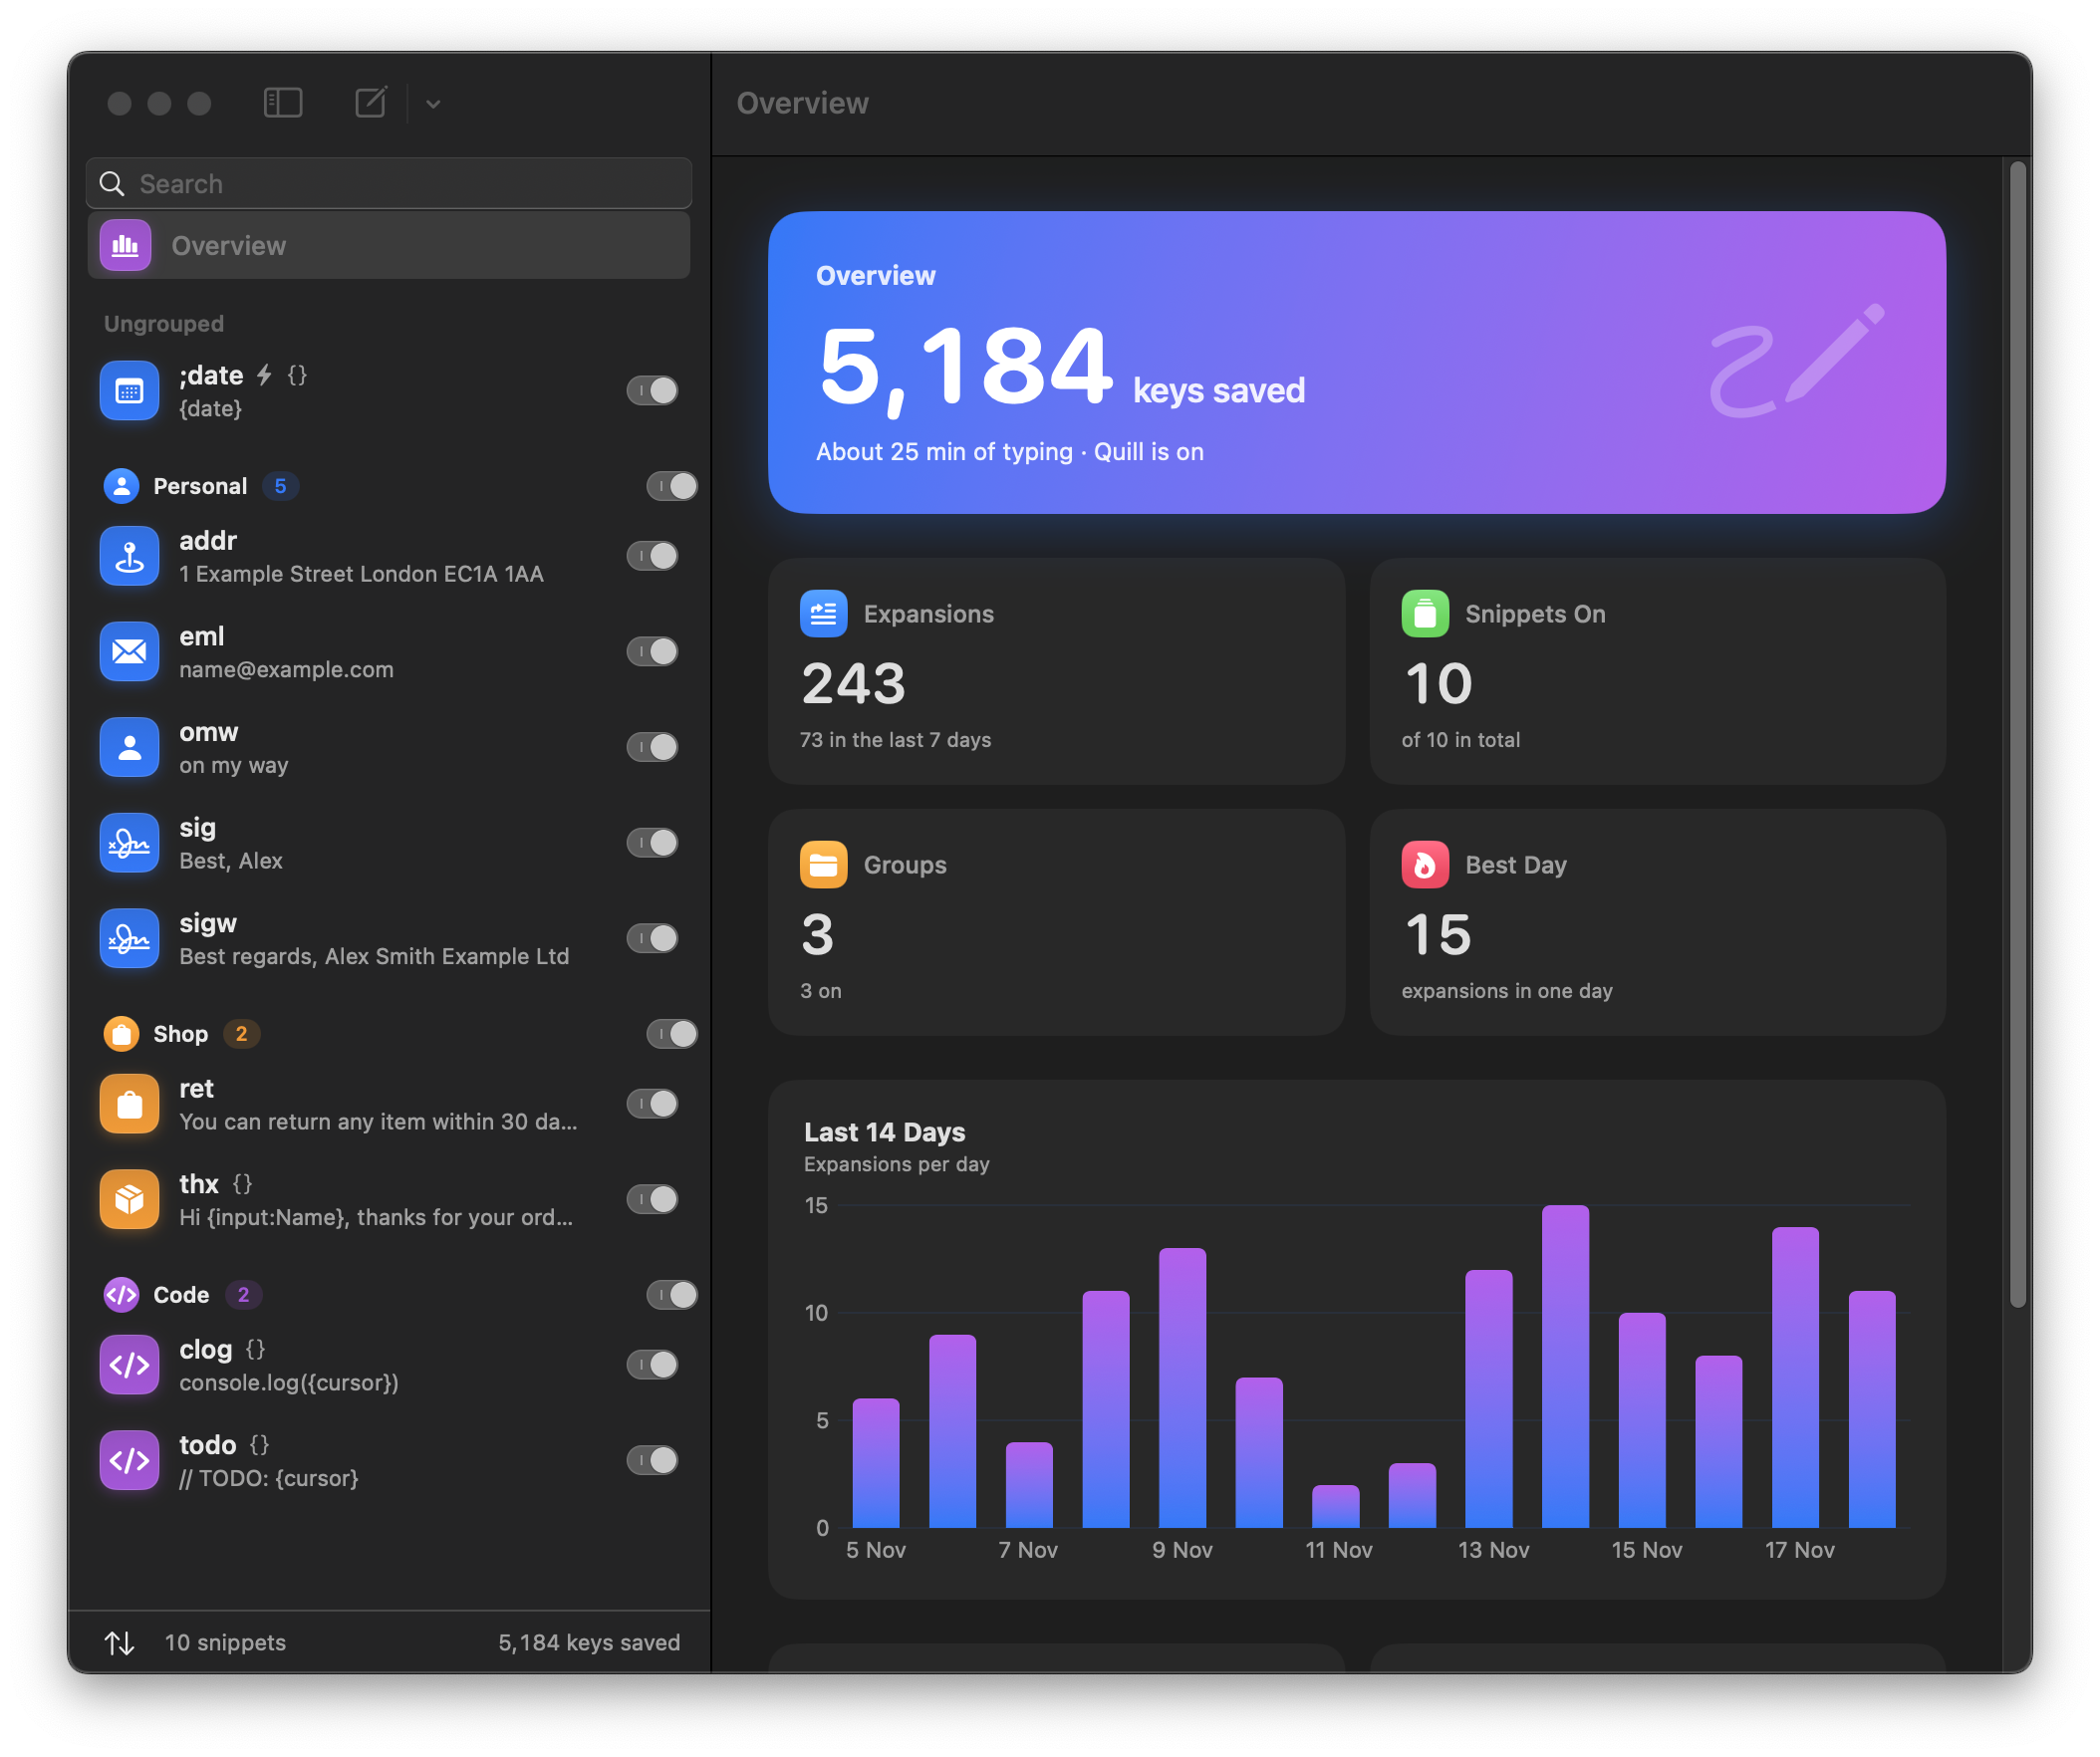 Overview
Search
Overview
Ungrouped
;date {}
{date}
Personal 5
addr
1 Example Street London EC1A 1AA
eml
name@example.com
omw
on my way
sig
Best, Alex
sigw
Best regards, Alex Smith Example Ltd
Shop 2
ret
You can return any item within 30 da...
thx {}
Hi {input:Name}, thanks for your ord...
Code 2
clog {}
console.log({cursor})
todo {}
// TODO: {cursor}
10 snippets
5,184 keys saved
Overview
5,184 keys saved
About 25 min of typing · Quill is on
Expansions
243
73 in the last 7 days
Snippets On
10
of 10 in total
Groups
3
3 on
Best Day
15
expansions in one day
Last 14 Days
Expansions per day
15
10
5
0
5 Nov 7 Nov 9 Nov 11 Nov 13 Nov 15 Nov 17 Nov